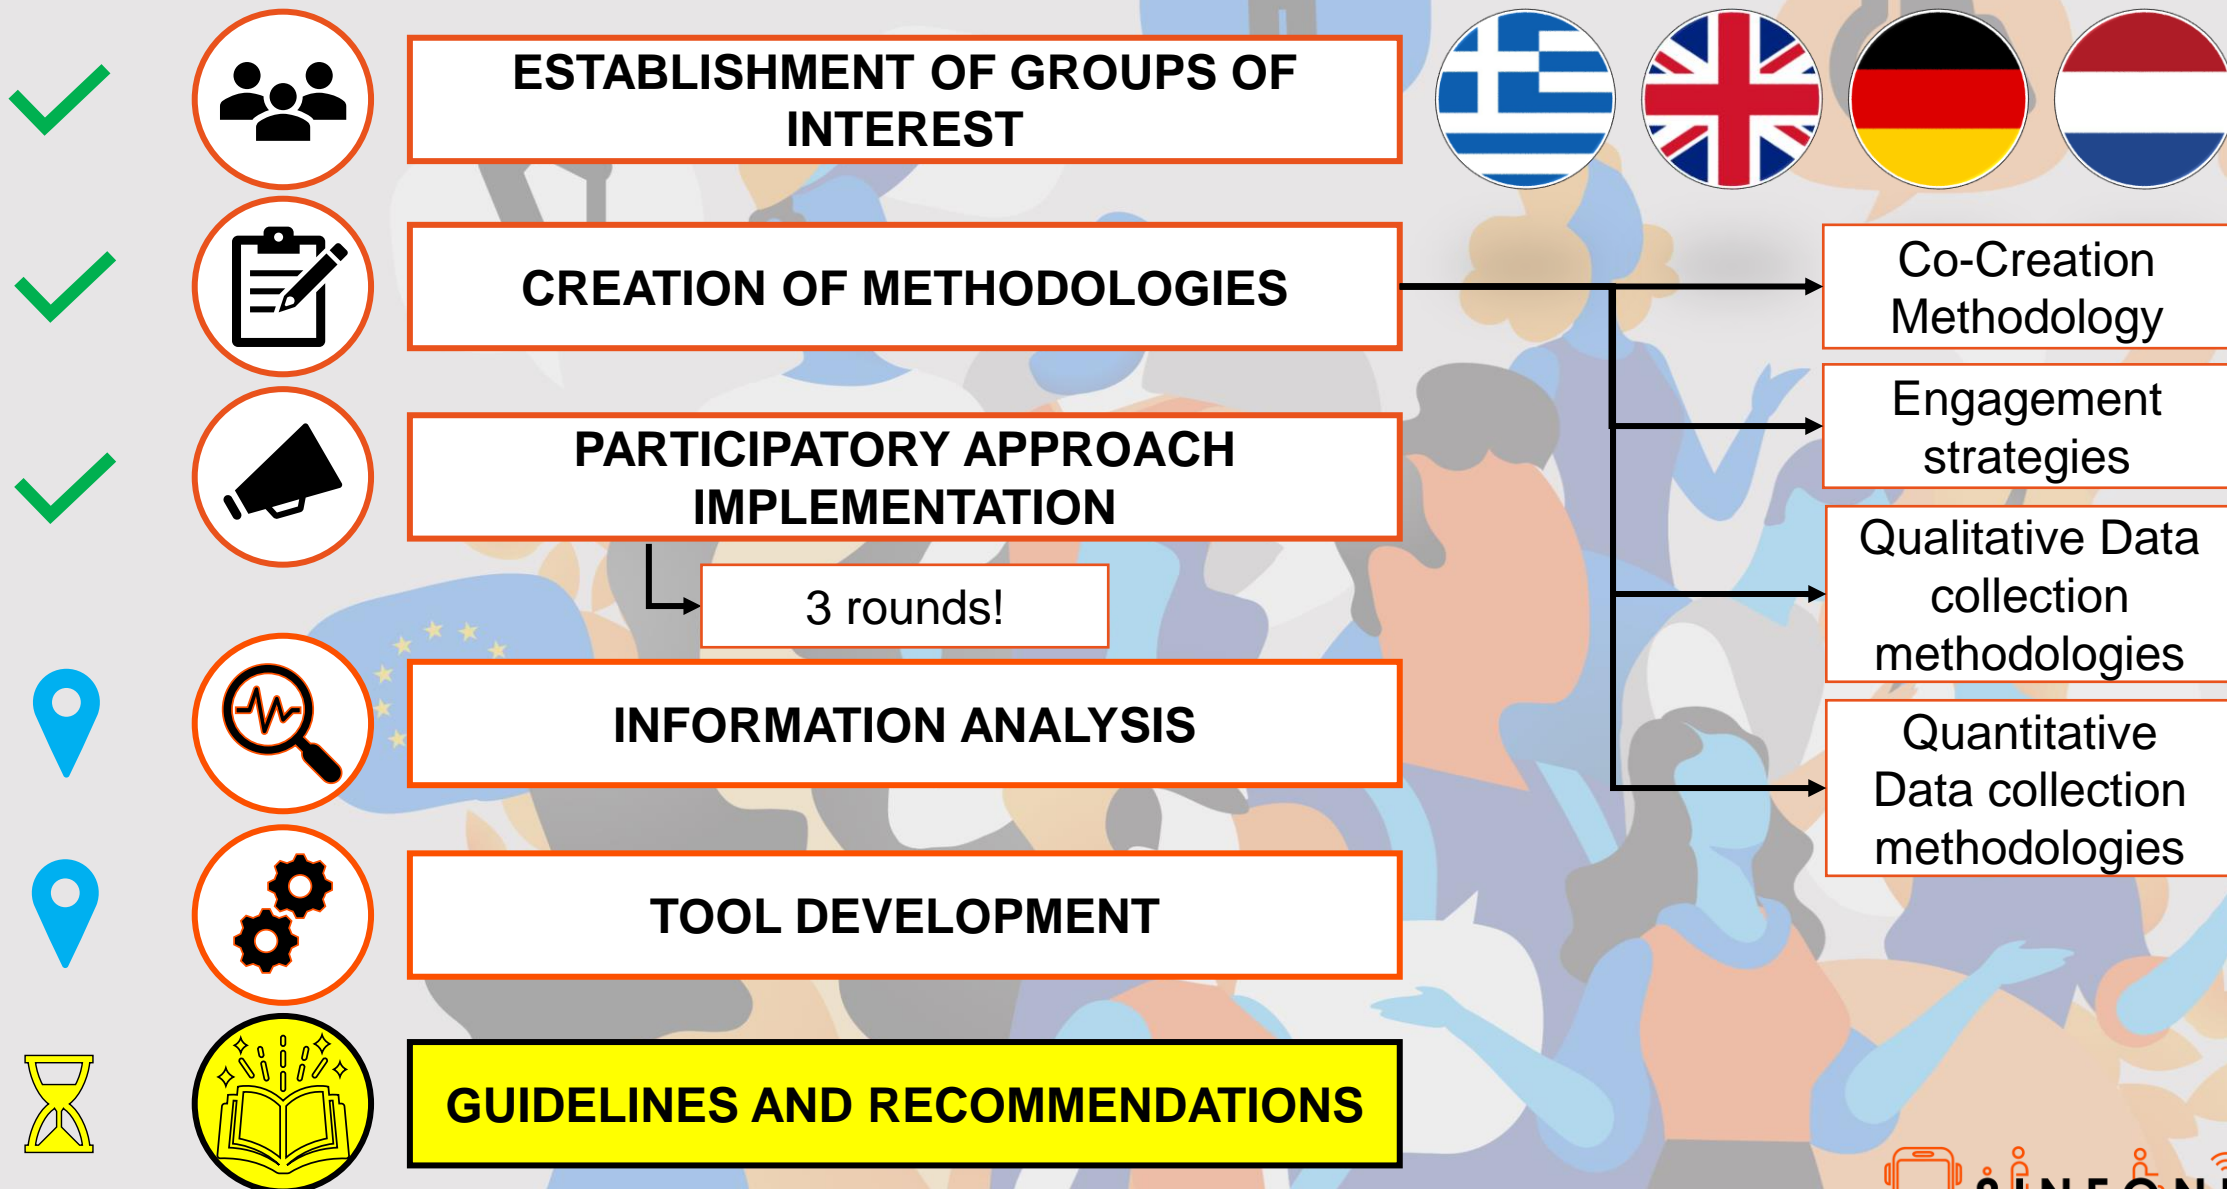 ESTABLISHMENT OF GROUPS OF
INTEREST
CREATION OF METHODOLOGIES
Co-Creation
Methodology
Engagement
strategies
PARTICIPATORY APPROACH
IMPLEMENTATION
3 rounds!
Qualitative Data
collection
methodologies
INFORMATION ANALYSIS
Quantitative
Data collection
methodologies
TOOL DEVELOPMENT
GUIDELINES AND RECOMMENDATIONS